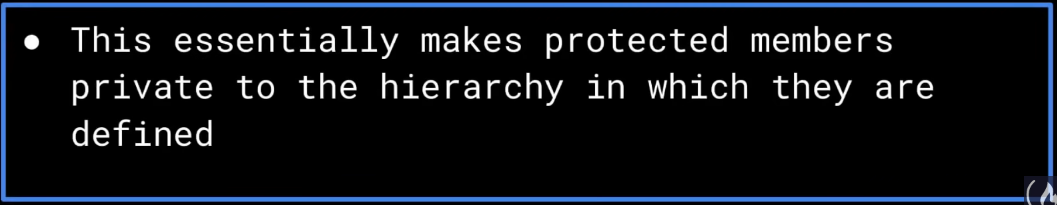 ● This essentially makes protected members
private to the hierarchy in which they are
defined